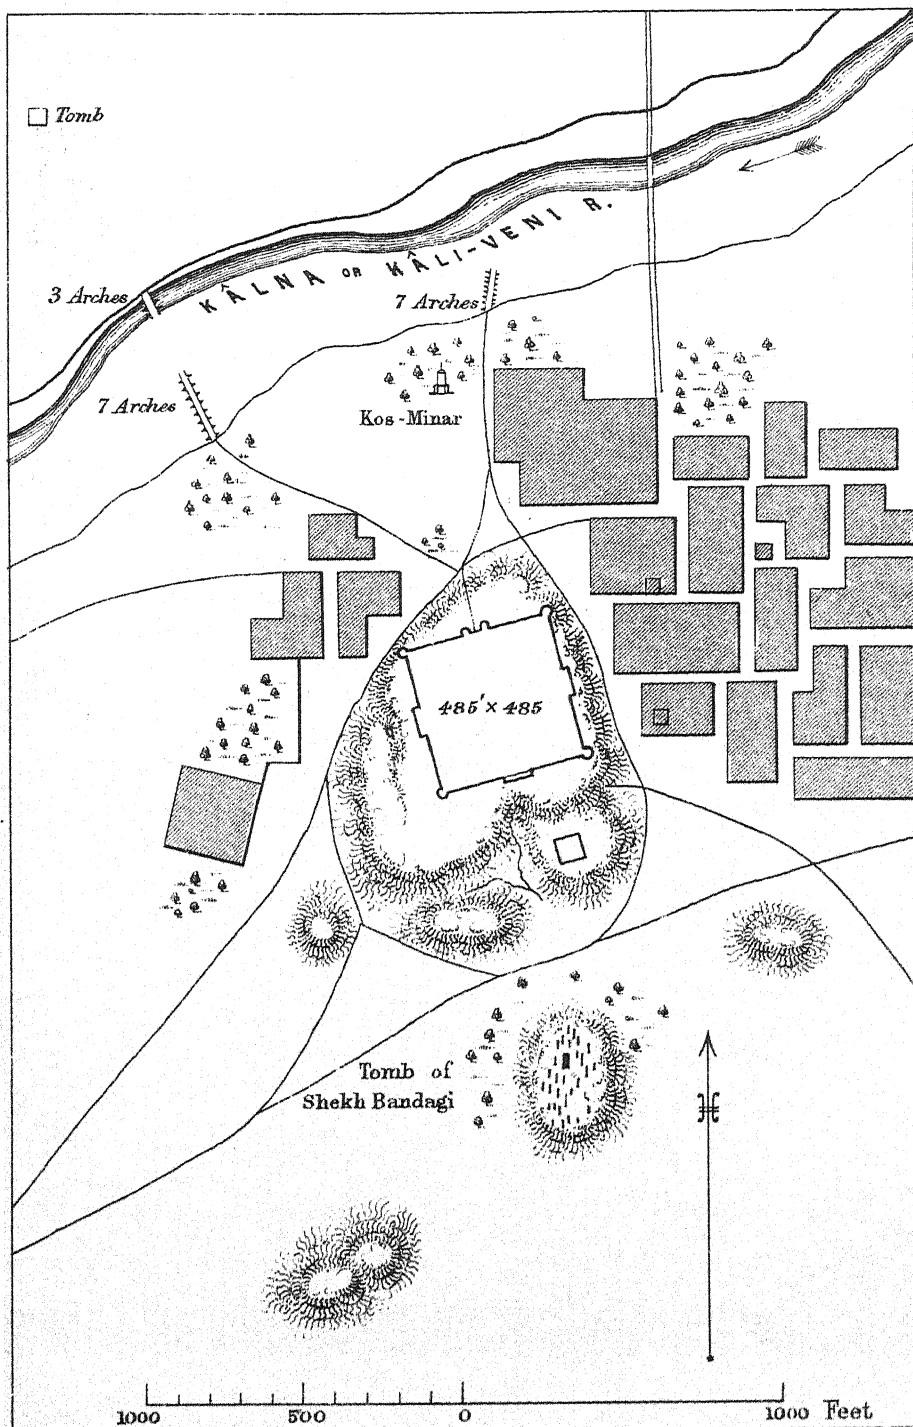 Tomb
KÂLNA OR KÂLI-VENI R.
3 Arches
7 Arches
7 Arches
Kos-Minar
485' × 485
Tomb of
Shekh Bandagi
1000 500 0 1000 Feet